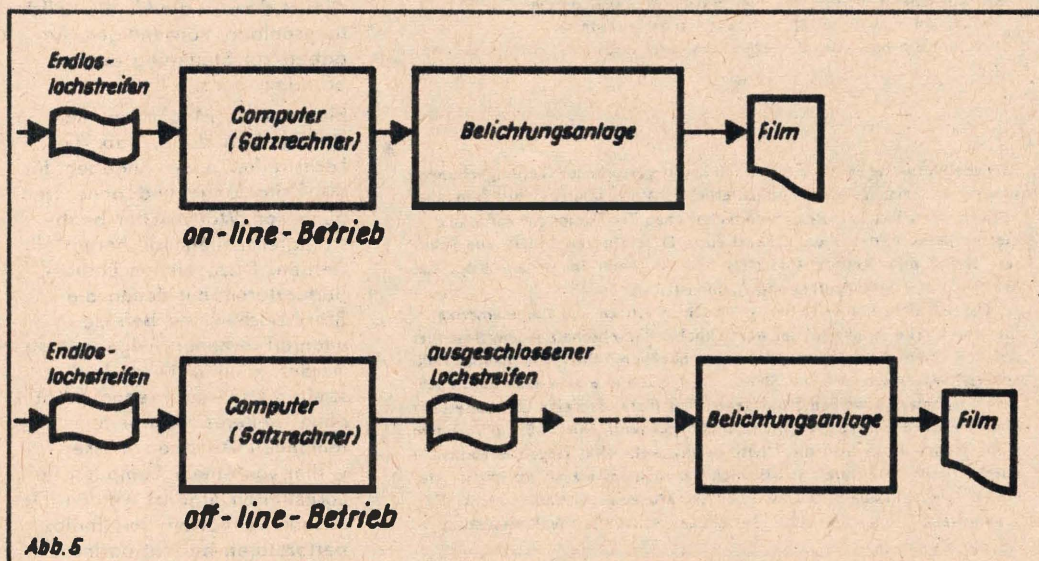 Endlos-
lochstreifen
Computer
(Satzrechner)
Belichtungsanlage
Film
on-line-Betrieb
Endlos-
lochstreifen
Computer
(Satzrechner)
ausgeschlossener
Lochstreifen
Belichtungsanlage
Film
off-line-Betrieb
Abb. 5